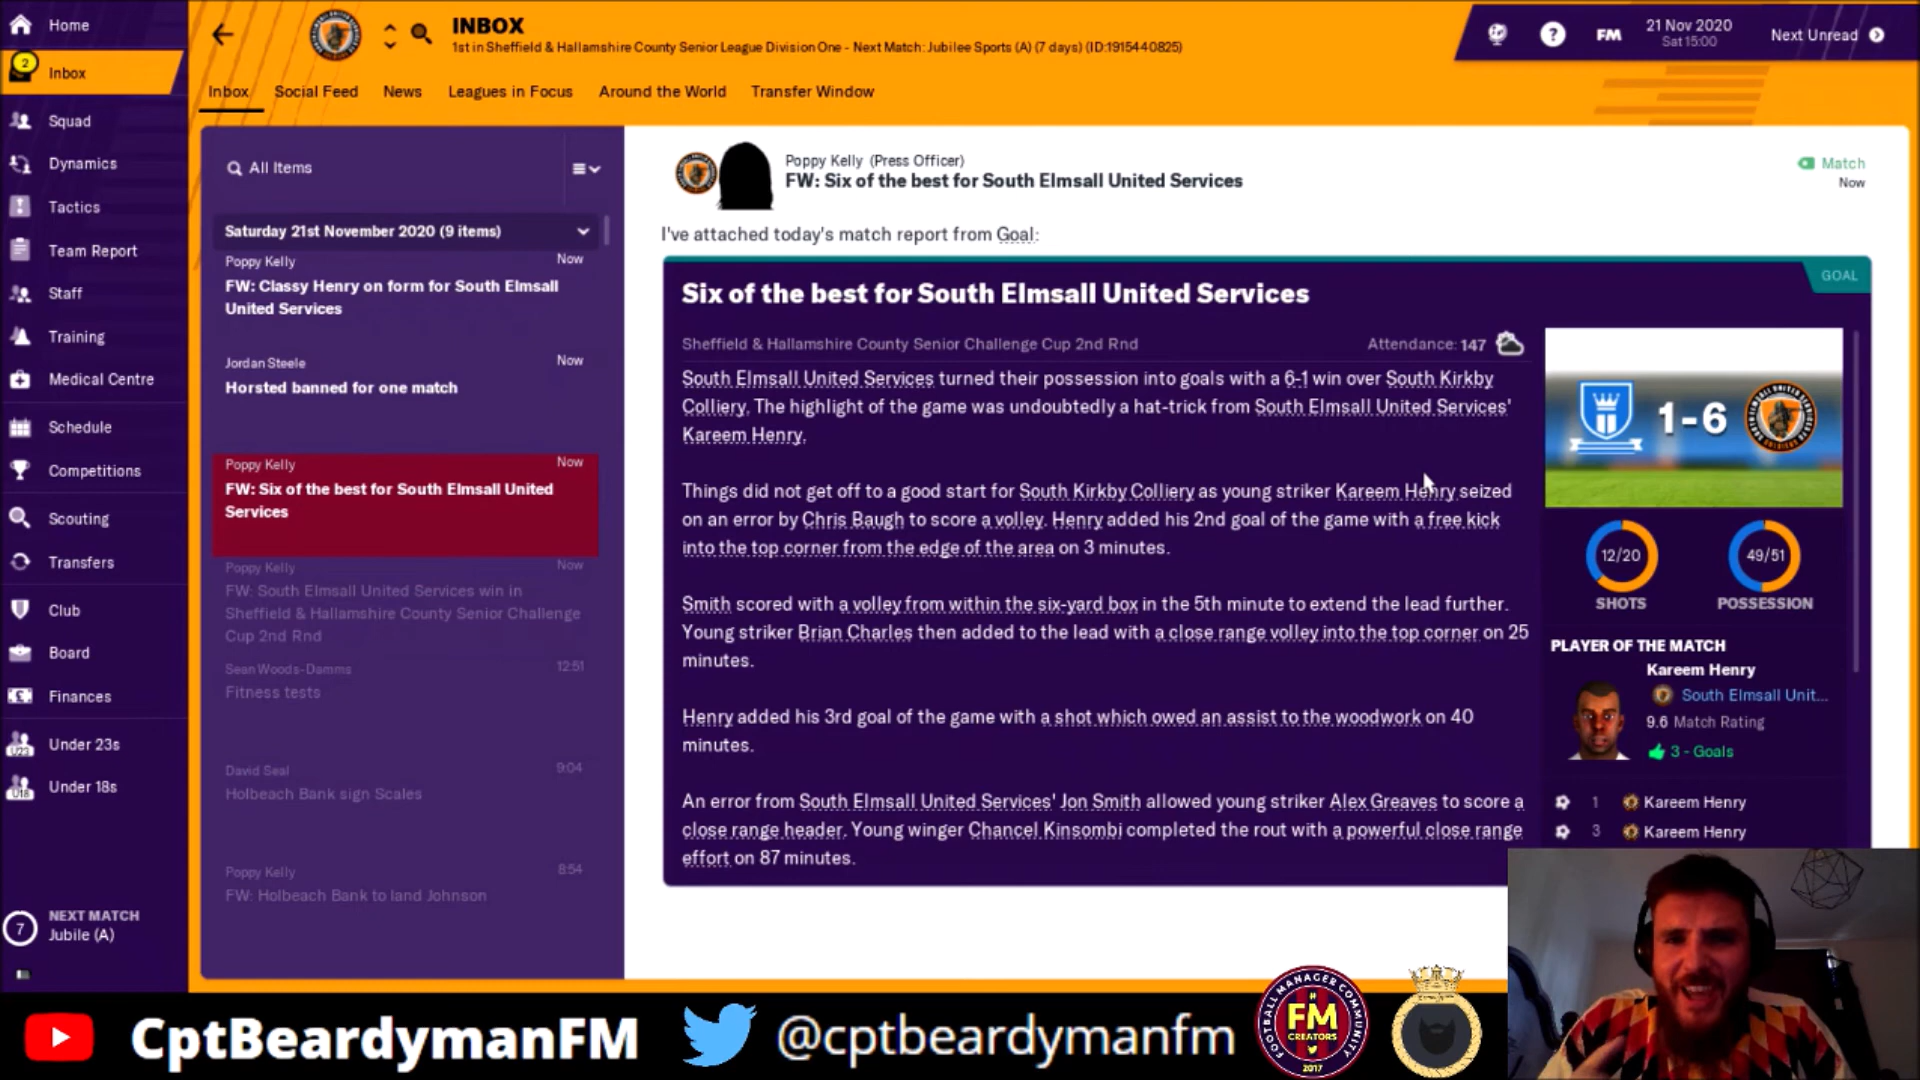 Home
Inbox
2
Squad
Dynamics
Tactics
Team Report
Staff
Training
Medical Centre
Schedule
Competitions
Scouting
Transfers
Club
Board
Finances
Under 23s
Under 18s
7
NEXT MATCH
Jubile (A)
INBOX
1st in Sheffield & Hallamshire County Senior League Division One - Next Match: Jubilee Sports (A) (7 days) (ID:1915440825)
?
FM
21 Nov 2020
Sat 15:00
Next Unread
Inbox
Social Feed
News
Leagues in Focus
Around the World
Transfer Window
All Items
Saturday 21st November 2020 (9 items)
Poppy Kelly
Now
FW: Classy Henry on form for South Elmsall
United Services
Jordan Steele
Now
Horsted banned for one match
Poppy Kelly
Now
FW: Six of the best for South Elmsall United
Services
Poppy Kelly
Now
FW: South Elmsall United Services win in
Sheffield & Hallamshire County Senior Challenge
Cup 2nd Rnd
Sean Woods-Damms
12:51
Fitness tests
David Seal
9:04
Holbeach Bank sign Scales
Poppy Kelly
8:54
FW: Holbeach Bank to land Johnson
Poppy Kelly (Press Officer)
FW: Six of the best for South Elmsall United Services
Match
Now
I've attached today's match report from Goal:
GOAL
Six of the best for South Elmsall United Services
Sheffield & Hallamshire County Senior Challenge Cup 2nd Rnd
Attendance: 147
South Elmsall United Services turned their possession into goals with a 6-1 win over South Kirkby
Colliery. The highlight of the game was undoubtedly a hat-trick from South Elmsall United Services'
Kareem Henry.
Things did not get off to a good start for South Kirkby Colliery as young striker Kareem Henry seized
on an error by Chris Baugh to score a volley. Henry added his 2nd goal of the game with a free kick
into the top corner from the edge of the area on 3 minutes.
Smith scored with a volley from within the six-yard box in the 5th minute to extend the lead further.
Young striker Brian Charles then added to the lead with a close range volley into the top corner on 25
minutes.
Henry added his 3rd goal of the game with a shot which owed an assist to the woodwork on 40
minutes.
An error from South Elmsall United Services' Jon Smith allowed young striker Alex Greaves to score a
close range header. Young winger Chancel Kinsombi completed the rout with a powerful close range
effort on 87 minutes.
1-6
12/20
SHOTS
49/51
POSSESSION
PLAYER OF THE MATCH
Kareem Henry
South Elmsall Unit...
9.6 Match Rating
3 - Goals
1 Kareem Henry
3 Kareem Henry
CptBeardymanFM
@cptbeardymanfm
FOOTBALL MANAGER COMMUNITY
#
FM
CREATORS
2017